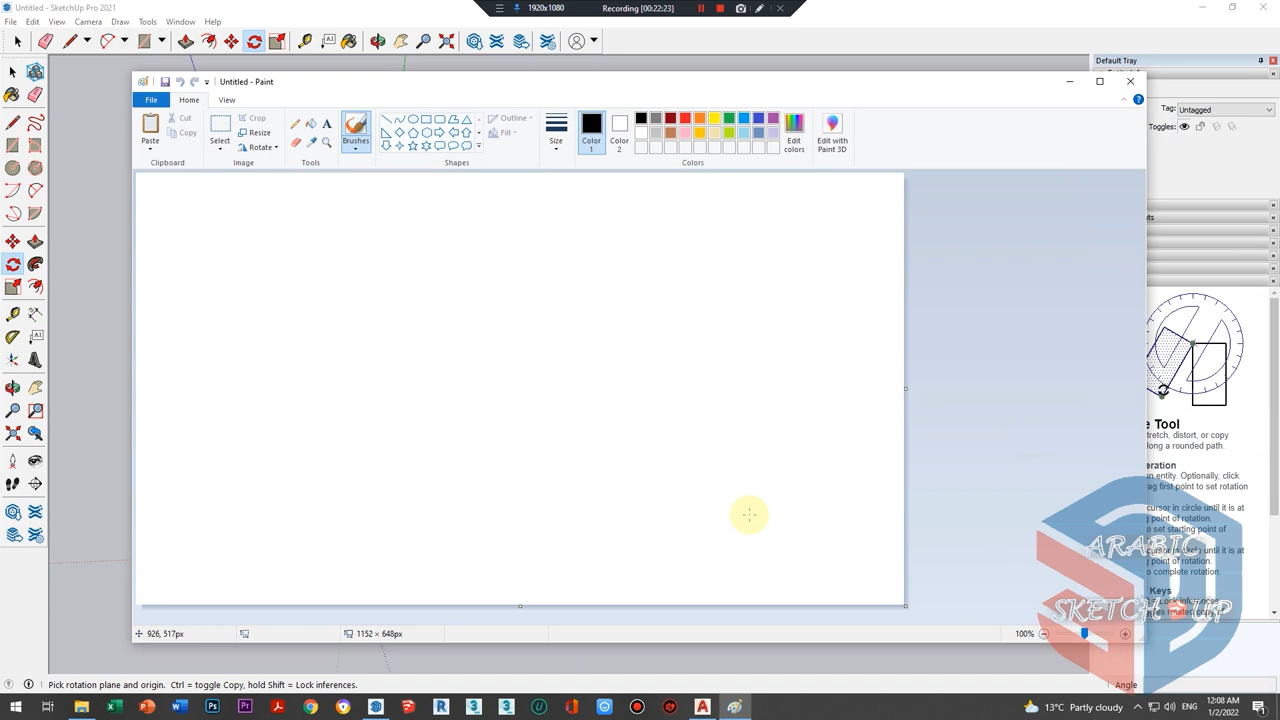 Untitled - SketchUp Pro 2021
1920x1080
Recording [00:22:23]
File Edit View Camera Draw Tools Window Help
Default Tray
Untitled - Paint
File Home View
Tag: Untagged
Toggles:
Paste
Cut
Copy
Clipboard
Select
Crop
Resize
Rotate
Image
A
Tools
Brushes
Outline
Fill
Shapes
Size
Color 1
Color 2
Edit colors
Colors
Edit with Paint 3D
e Tool
tretch, distort, or copy
long a rounded path.
eration
n entity. Optionally, click
rag first point to set rotation
cursor in circle until it is at
g point of rotation.
to set starting point of
cursor in circle until it is at
g point of rotation.
to complete rotation.
Keys
ARABIC
SKETCH UP
926, 517px
1152 × 648px
100%
Pick rotation plane and origin. Ctrl = toggle Copy, hold Shift = Lock inferences.
Angle
13°C Partly cloudy
12:08 AM
1/2/2022